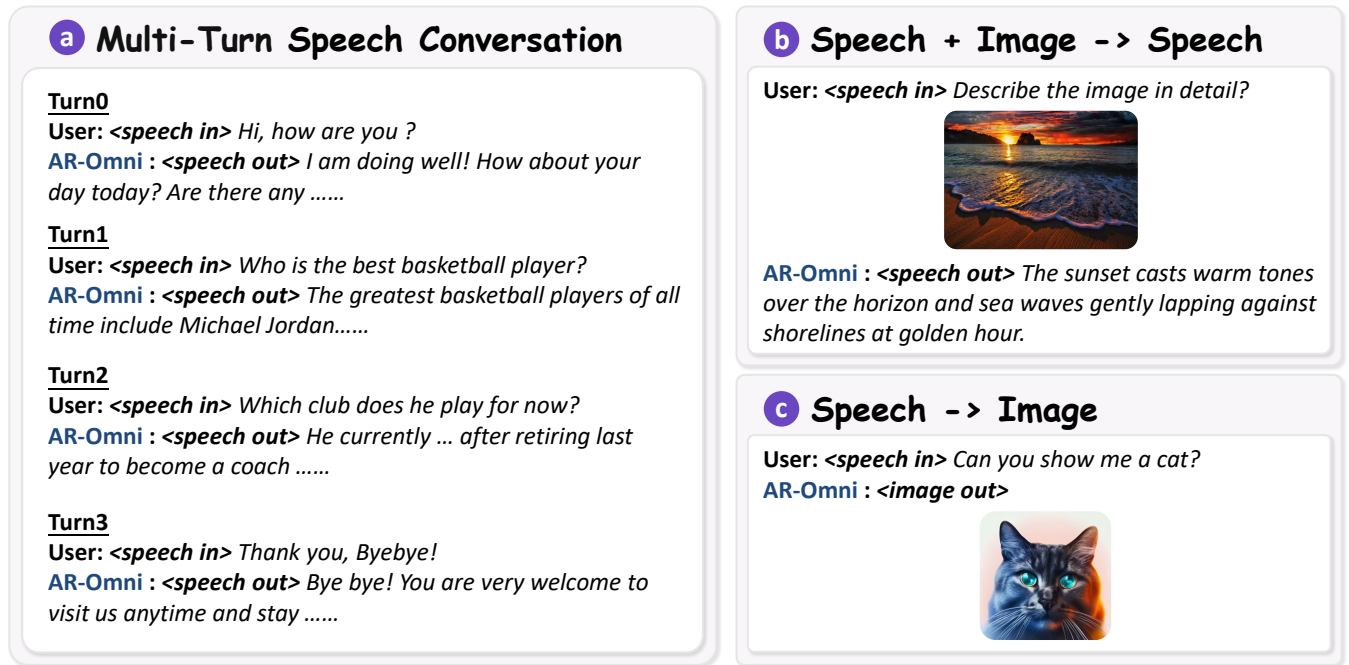 a Multi-Turn Speech Conversation
Turn0
User: <speech in> Hi, how are you ?
AR-Omni : <speech out> I am doing well! How about your
day today? Are there any ……
Turn1
User: <speech in> Who is the best basketball player?
AR-Omni : <speech out> The greatest basketball players of all
time include Michael Jordan……
Turn2
User: <speech in> Which club does he play for now?
AR-Omni : <speech out> He currently … after retiring last
year to become a coach ……
Turn3
User: <speech in> Thank you, Byebye!
AR-Omni : <speech out> Bye bye! You are very welcome to
visit us anytime and stay ……
b Speech + Image -> Speech
User: <speech in> Describe the image in detail?
AR-Omni : <speech out> The sunset casts warm tones
over the horizon and sea waves gently lapping against
shorelines at golden hour.
c Speech -> Image
User: <speech in> Can you show me a cat?
AR-Omni : <image out>